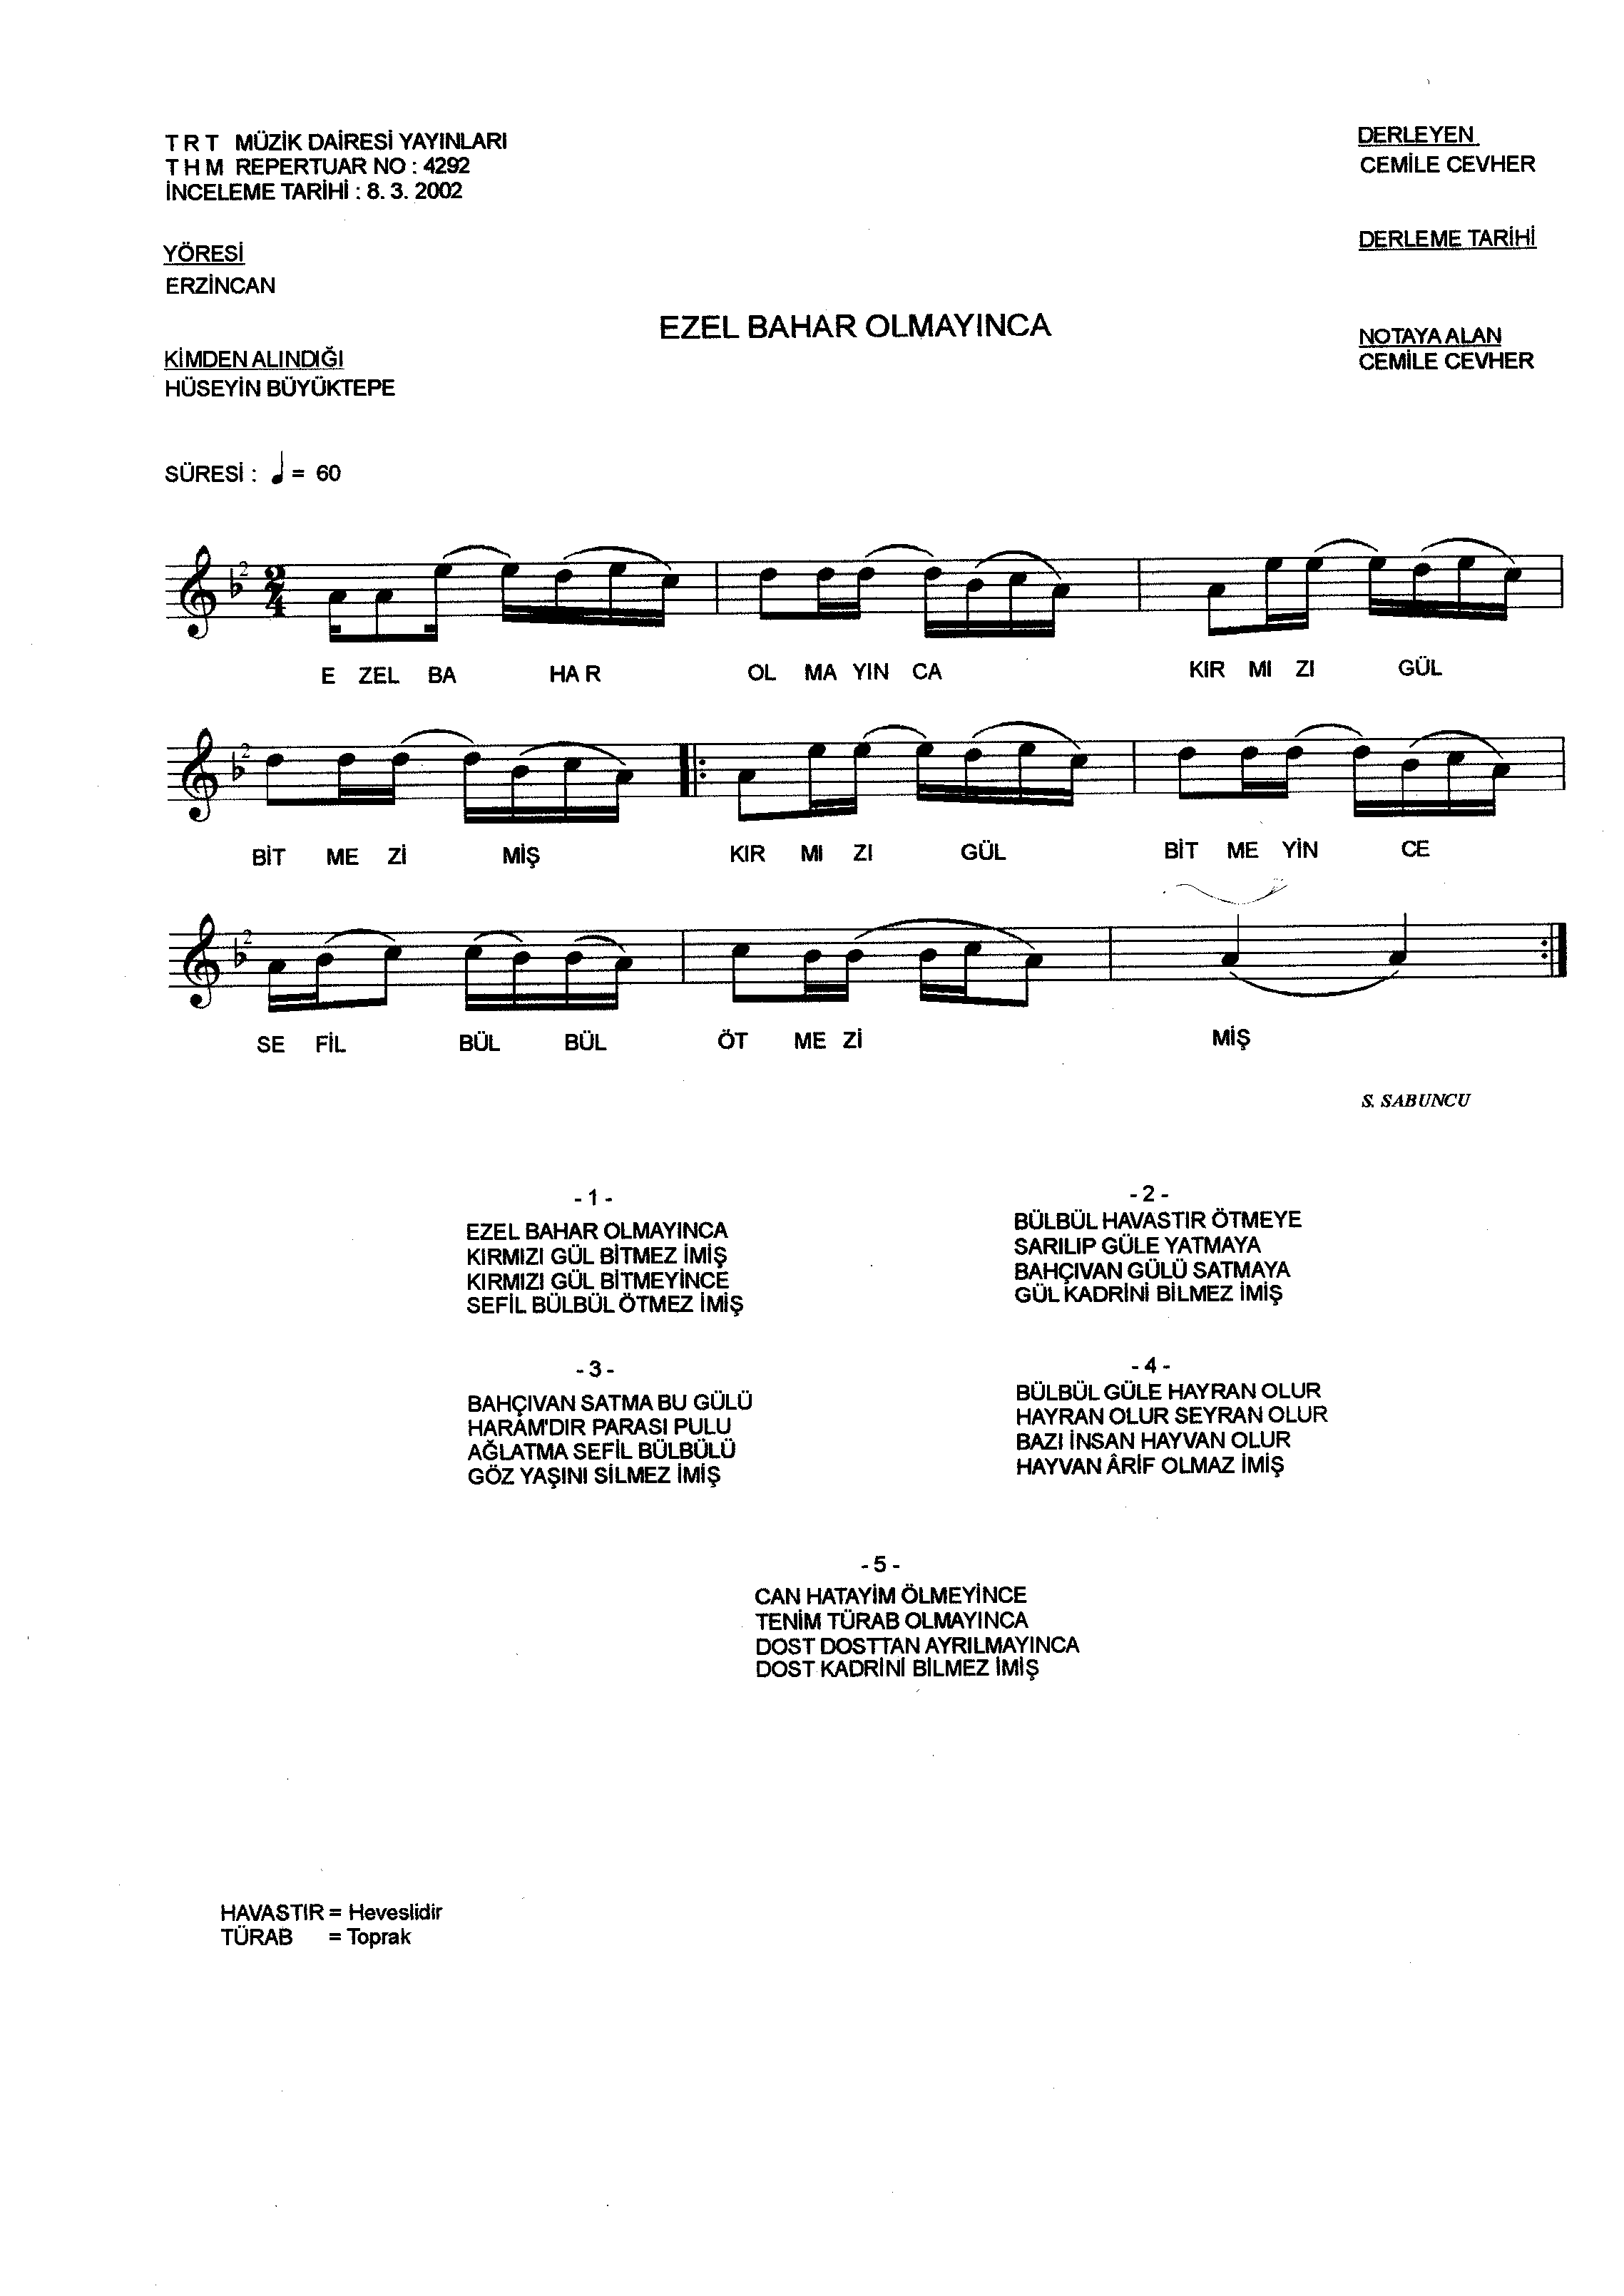 T R T MÜZİK DAİRESİ YAYINLARI
T H M REPERTUAR NO : 4292
İNCELEME TARİHİ : 8. 3. 2002
DERLEYEN
CEMİLE CEVHER
YÖRESİ
ERZİNCAN
DERLEME TARİHİ
EZEL BAHAR OLMAYINCA
NOTAYA ALAN
CEMİLE CEVHER
KİMDEN ALINDIĞI
HÜSEYİN BÜYÜKTEPE
SÜRESİ : ♩ = 60
E ZEL BA HA R OL MA YIN CA KIR MI ZI GÜL
BİT ME Zİ MİŞ KIR MI ZI GÜL BİT ME YİN CE
SE FİL BÜL BÜL ÖT ME Zİ MİŞ
S. SABUNCU
- 1 -
EZEL BAHAR OLMAYINCA
KIRMIZI GÜL BİTMEZ İMİŞ
KIRMIZI GÜL BİTMEYİNCE
SEFİL BÜLBÜL ÖTMEZ İMİŞ
- 2 -
BÜLBÜL HAVASTIR ÖTMEYE
SARILIP GÜLE YATMAYA
BAHÇIVAN GÜLÜ SATMAYA
GÜL KADRİNİ BİLMEZ İMİŞ
- 3 -
BAHÇIVAN SATMA BU GÜLÜ
HARAM'DIR PARASI PULU
AĞLATMA SEFİL BÜLBÜLÜ
GÖZ YAŞINI SİLMEZ İMİŞ
- 4 -
BÜLBÜL GÜLE HAYRAN OLUR
HAYRAN OLUR SEYRAN OLUR
BAZI İNSAN HAYVAN OLUR
HAYVAN ÂRİF OLMAZ İMİŞ
- 5 -
CAN HATAYİM ÖLMEYİNCE
TENİM TÜRAB OLMAYINCA
DOST DOSTTAN AYRILMAYINCA
DOST KADRİNİ BİLMEZ İMİŞ
HAVASTIR = Heveslidir
TÜRAB = Toprak